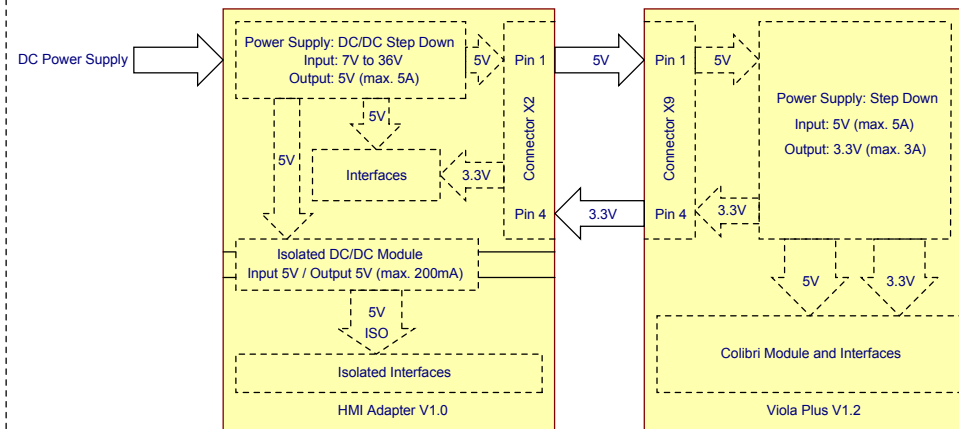 DC Power Supply
Power Supply: DC/DC Step Down
Input: 7V to 36V
Output: 5V (max. 5A)
5V
Pin 1
5V
Pin 1
5V
Power Supply: Step Down
Input: 5V (max. 5A)
Output: 3.3V (max. 3A)
5V
5V
Interfaces
3.3V
Connector X2
Connector X9
Pin 4
3.3V
Pin 4
3.3V
Isolated DC/DC Module
Input 5V / Output 5V (max. 200mA)
5V
3.3V
5V
ISO
Isolated Interfaces
Colibri Module and Interfaces
HMI Adapter V1.0
Viola Plus V1.2